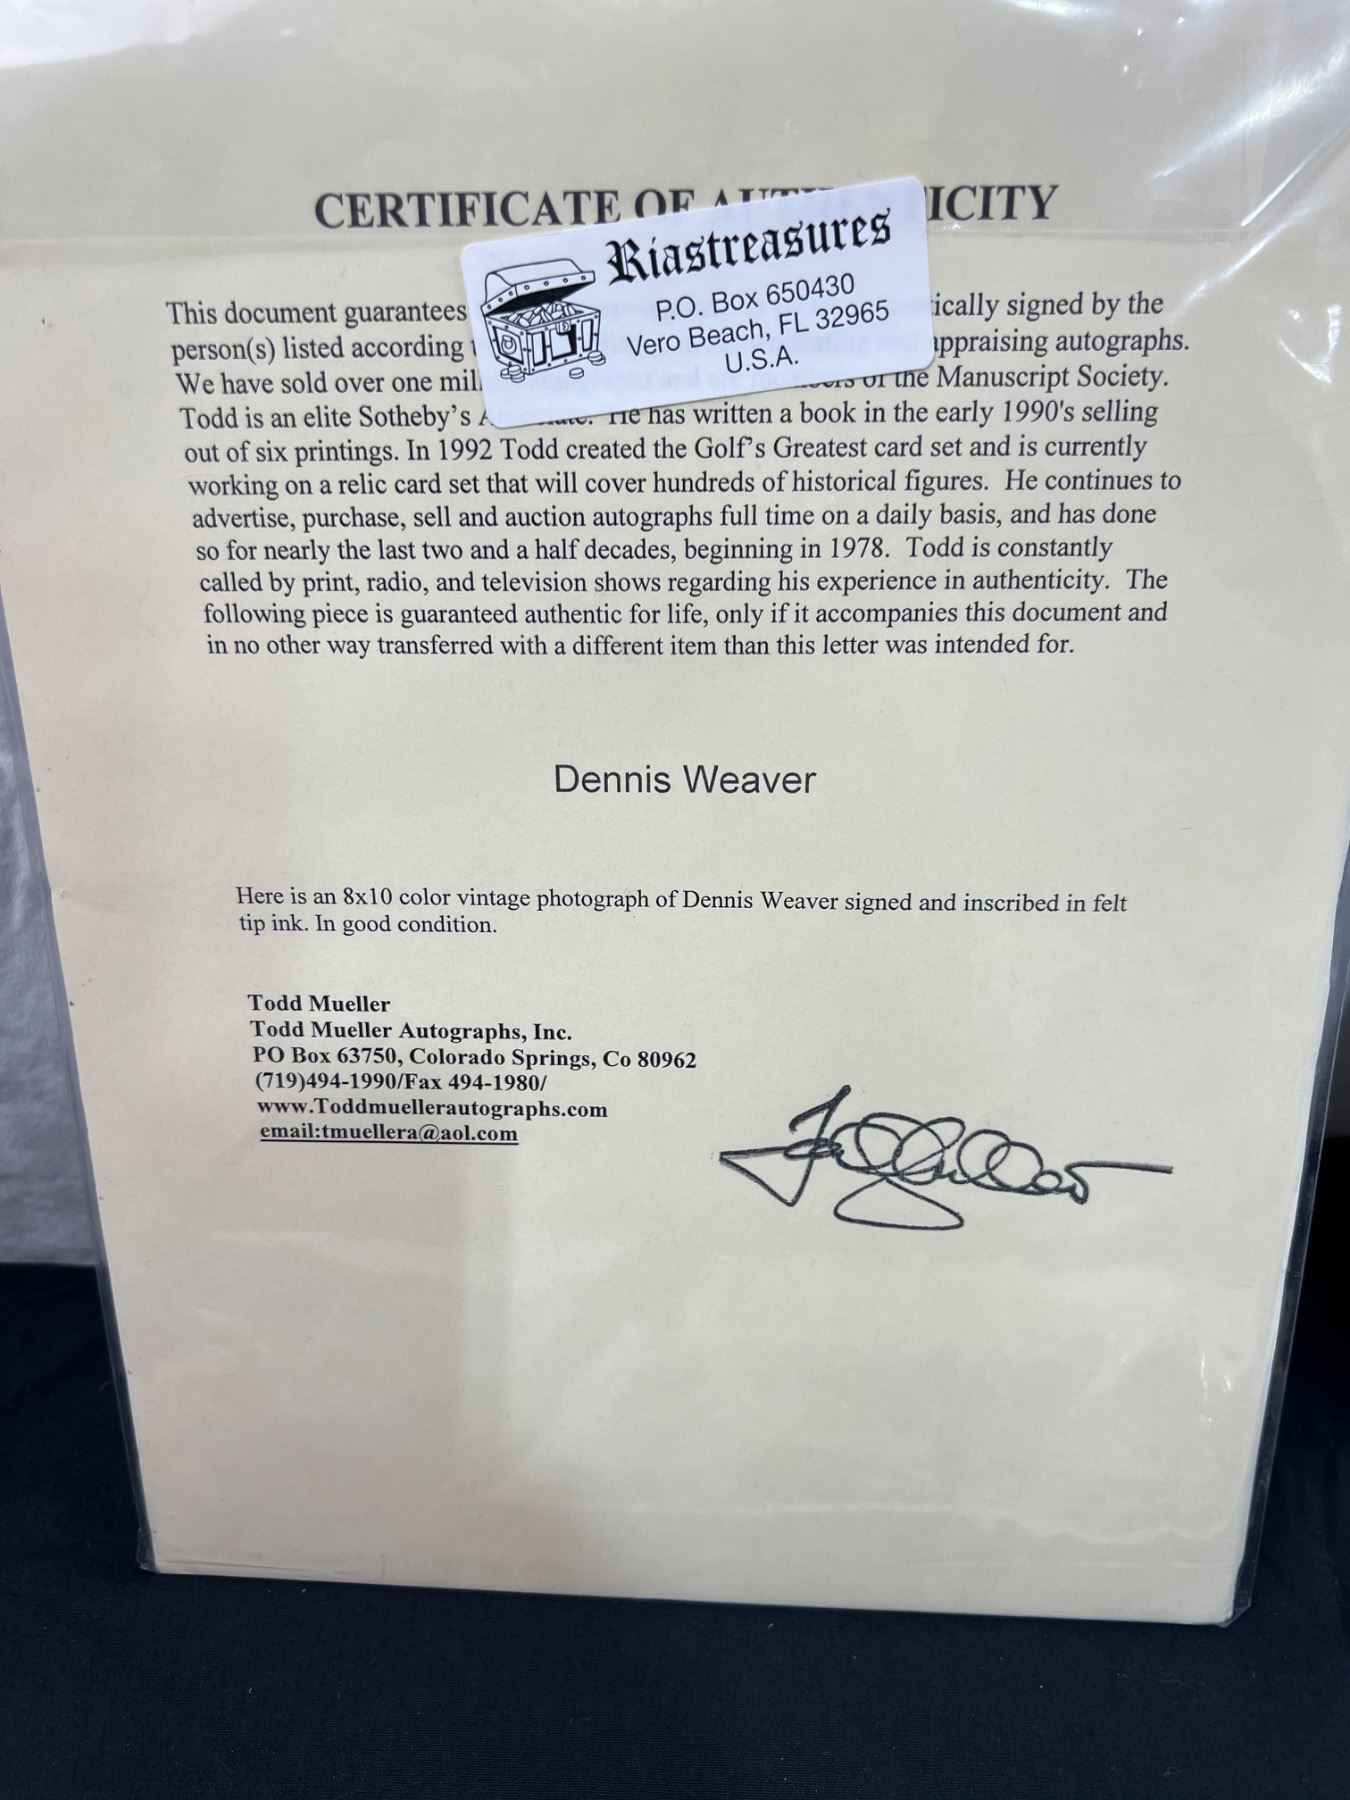 CERTIFICATE OF AUTHENTICITY
Riastreasures
P.O. Box 650430
Vero Beach, FL 32965
U.S.A.
This document guarantees ically signed by the
person(s) listed according appraising autographs.
We have sold over one mil of the Manuscript Society.
Todd is an elite Sotheby's He has written a book in the early 1990's selling
out of six printings. In 1992 Todd created the Golf's Greatest card set and is currently
working on a relic card set that will cover hundreds of historical figures. He continues to
advertise, purchase, sell and auction autographs full time on a daily basis, and has done
so for nearly the last two and a half decades, beginning in 1978. Todd is constantly
called by print, radio, and television shows regarding his experience in authenticity. The
following piece is guaranteed authentic for life, only if it accompanies this document and
in no other way transferred with a different item than this letter was intended for.
Dennis Weaver
Here is an 8x10 color vintage photograph of Dennis Weaver signed and inscribed in felt
tip ink. In good condition.
Todd Mueller
Todd Mueller Autographs, Inc.
PO Box 63750, Colorado Springs, Co 80962
(719)494-1990/Fax 494-1980/
www.Toddmuellerautographs.com
email:tmuellera@aol.com